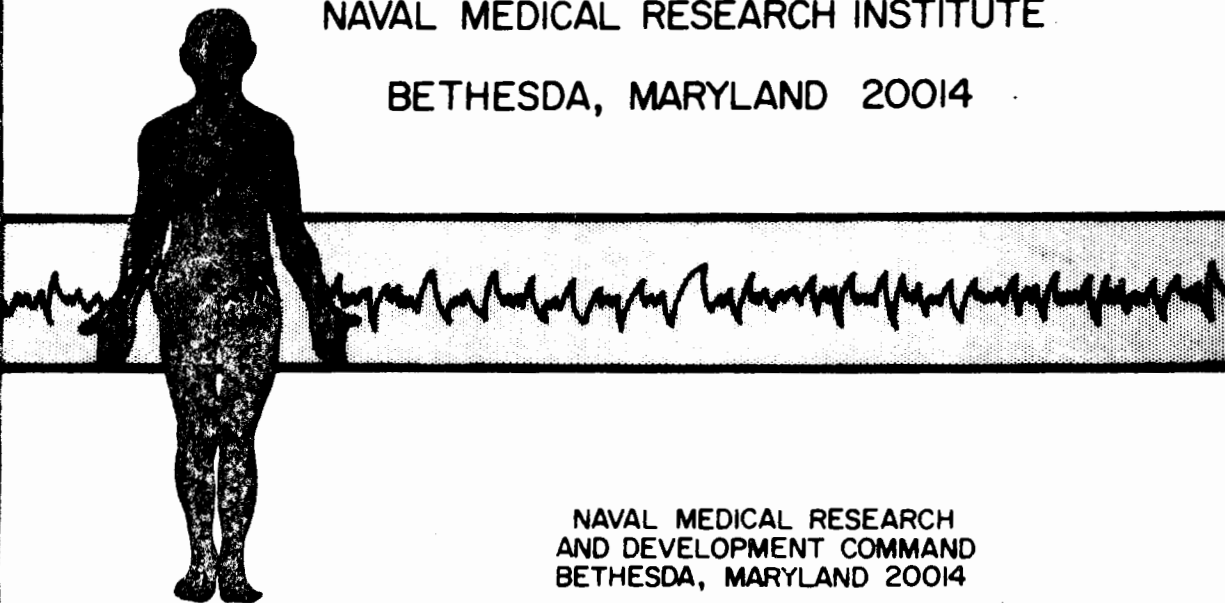 NAVAL MEDICAL RESEARCH INSTITUTE
BETHESDA, MARYLAND 20014
NAVAL MEDICAL RESEARCH
AND DEVELOPMENT COMMAND
BETHESDA, MARYLAND 20014